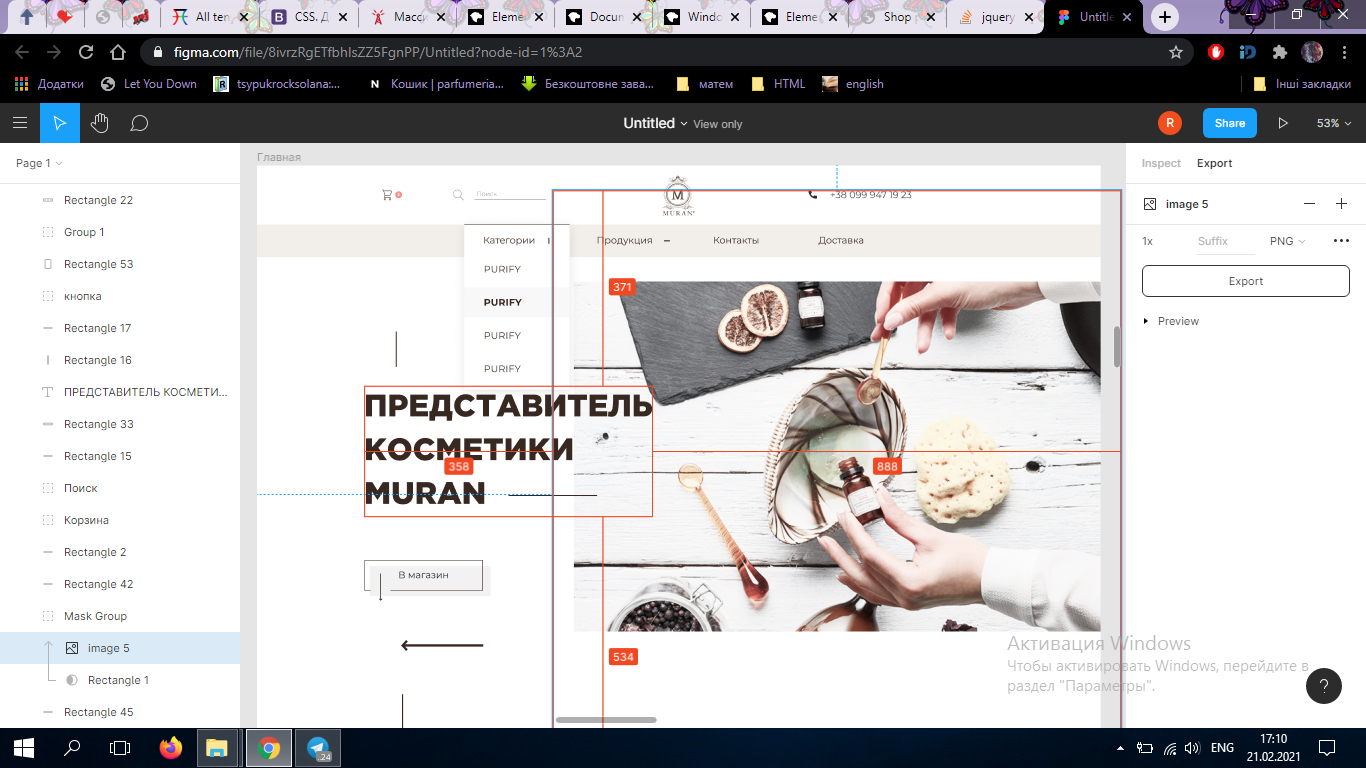 All ten
CSS. Д
Масси
Eleme
Docum
Windo
Eleme
Shop
jquery
Untitle
figma.com/file/8ivrzRgETfbhIsZZ5FgnPP/Untitled?node-id=1%3A2
Додатки
Let You Down
tsypukrocksolana:...
Кошик | parfumeria...
Безкоштовне зава...
матем
HTML
english
Інші закладки
Untitled
View only
R
Share
53%
Page 1
Rectangle 22
Group 1
Rectangle 53
кнопка
Rectangle 17
Rectangle 16
ПРЕДСТАВИТЕЛЬ КОСМЕТИ...
Rectangle 33
Rectangle 15
Поиск
Корзина
Rectangle 2
Rectangle 42
Mask Group
image 5
Rectangle 1
Rectangle 45
Главная
Поиск
M
MURAN
+38 099 947 19 23
Категории
Продукция
Контакты
Доставка
PURIFY
PURIFY
PURIFY
PURIFY
371
ПРЕДСТАВИТЕЛЬ
КОСМЕТИКИ
MURAN
358
888
В магазин
534
Inspect
Export
image 5
1x
Suffix
PNG
Export
Preview
Активация Windows
Чтобы активировать Windows, перейдите в
раздел "Параметры".
?
24
ENG
17:10
21.02.2021